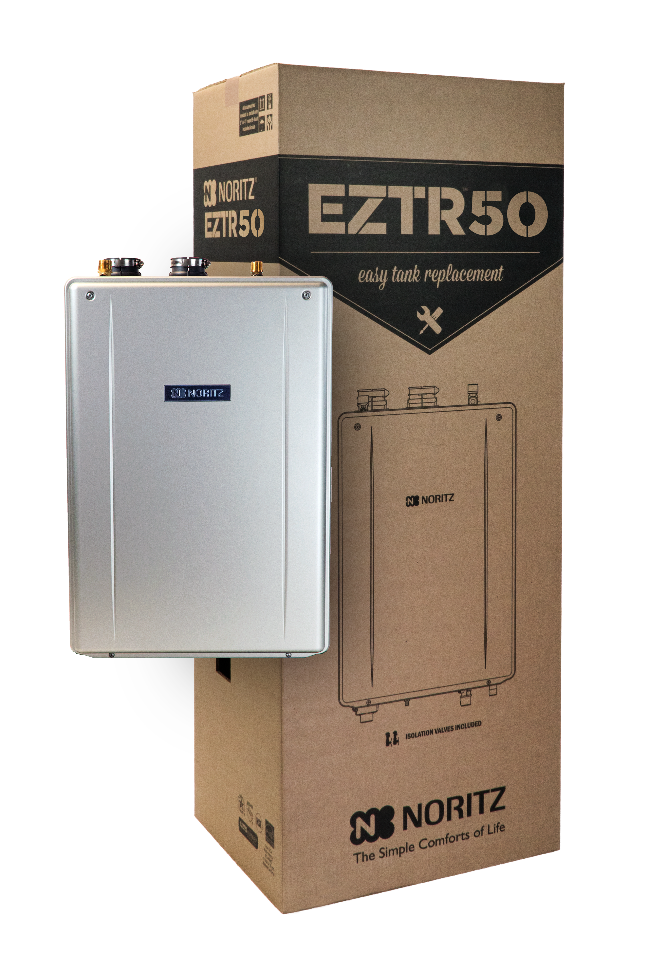 NORITZ
EZTR50
EZTR50
easy tank replacement
NORITZ
NORITZ
ISOLATION VALVES INCLUDED
NORITZ
The Simple Comforts of Life